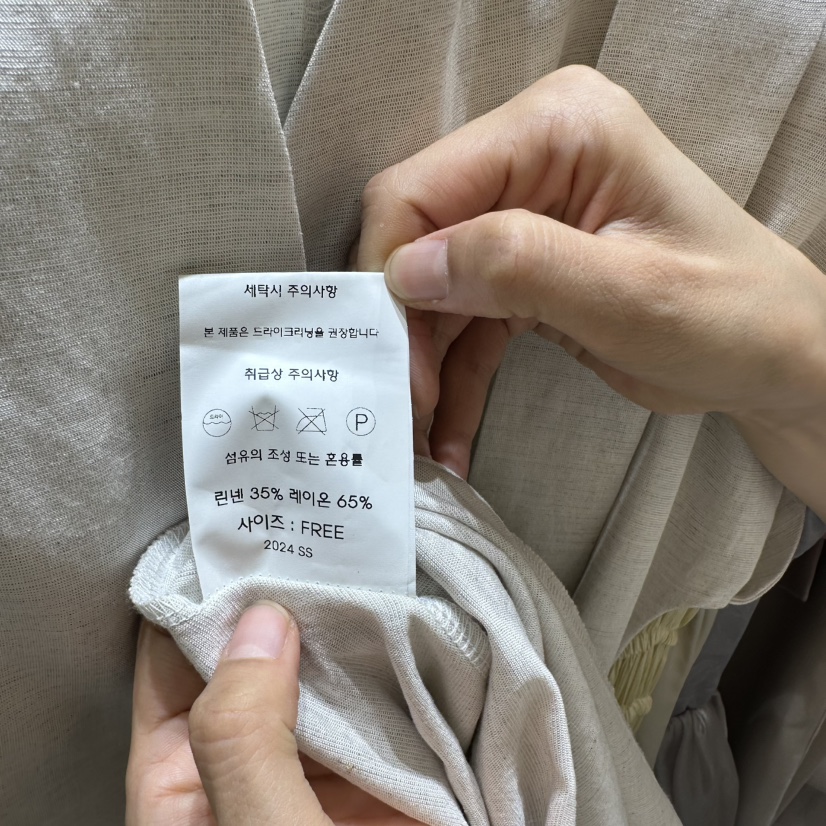 세탁시 주의사항
본 제품은 드라이크리닝을 권장합니다
취급상 주의사항
드라이 P
섬유의 조성 또는 혼용률
린넨 35% 레이온 65%
사이즈 : FREE
2024 SS